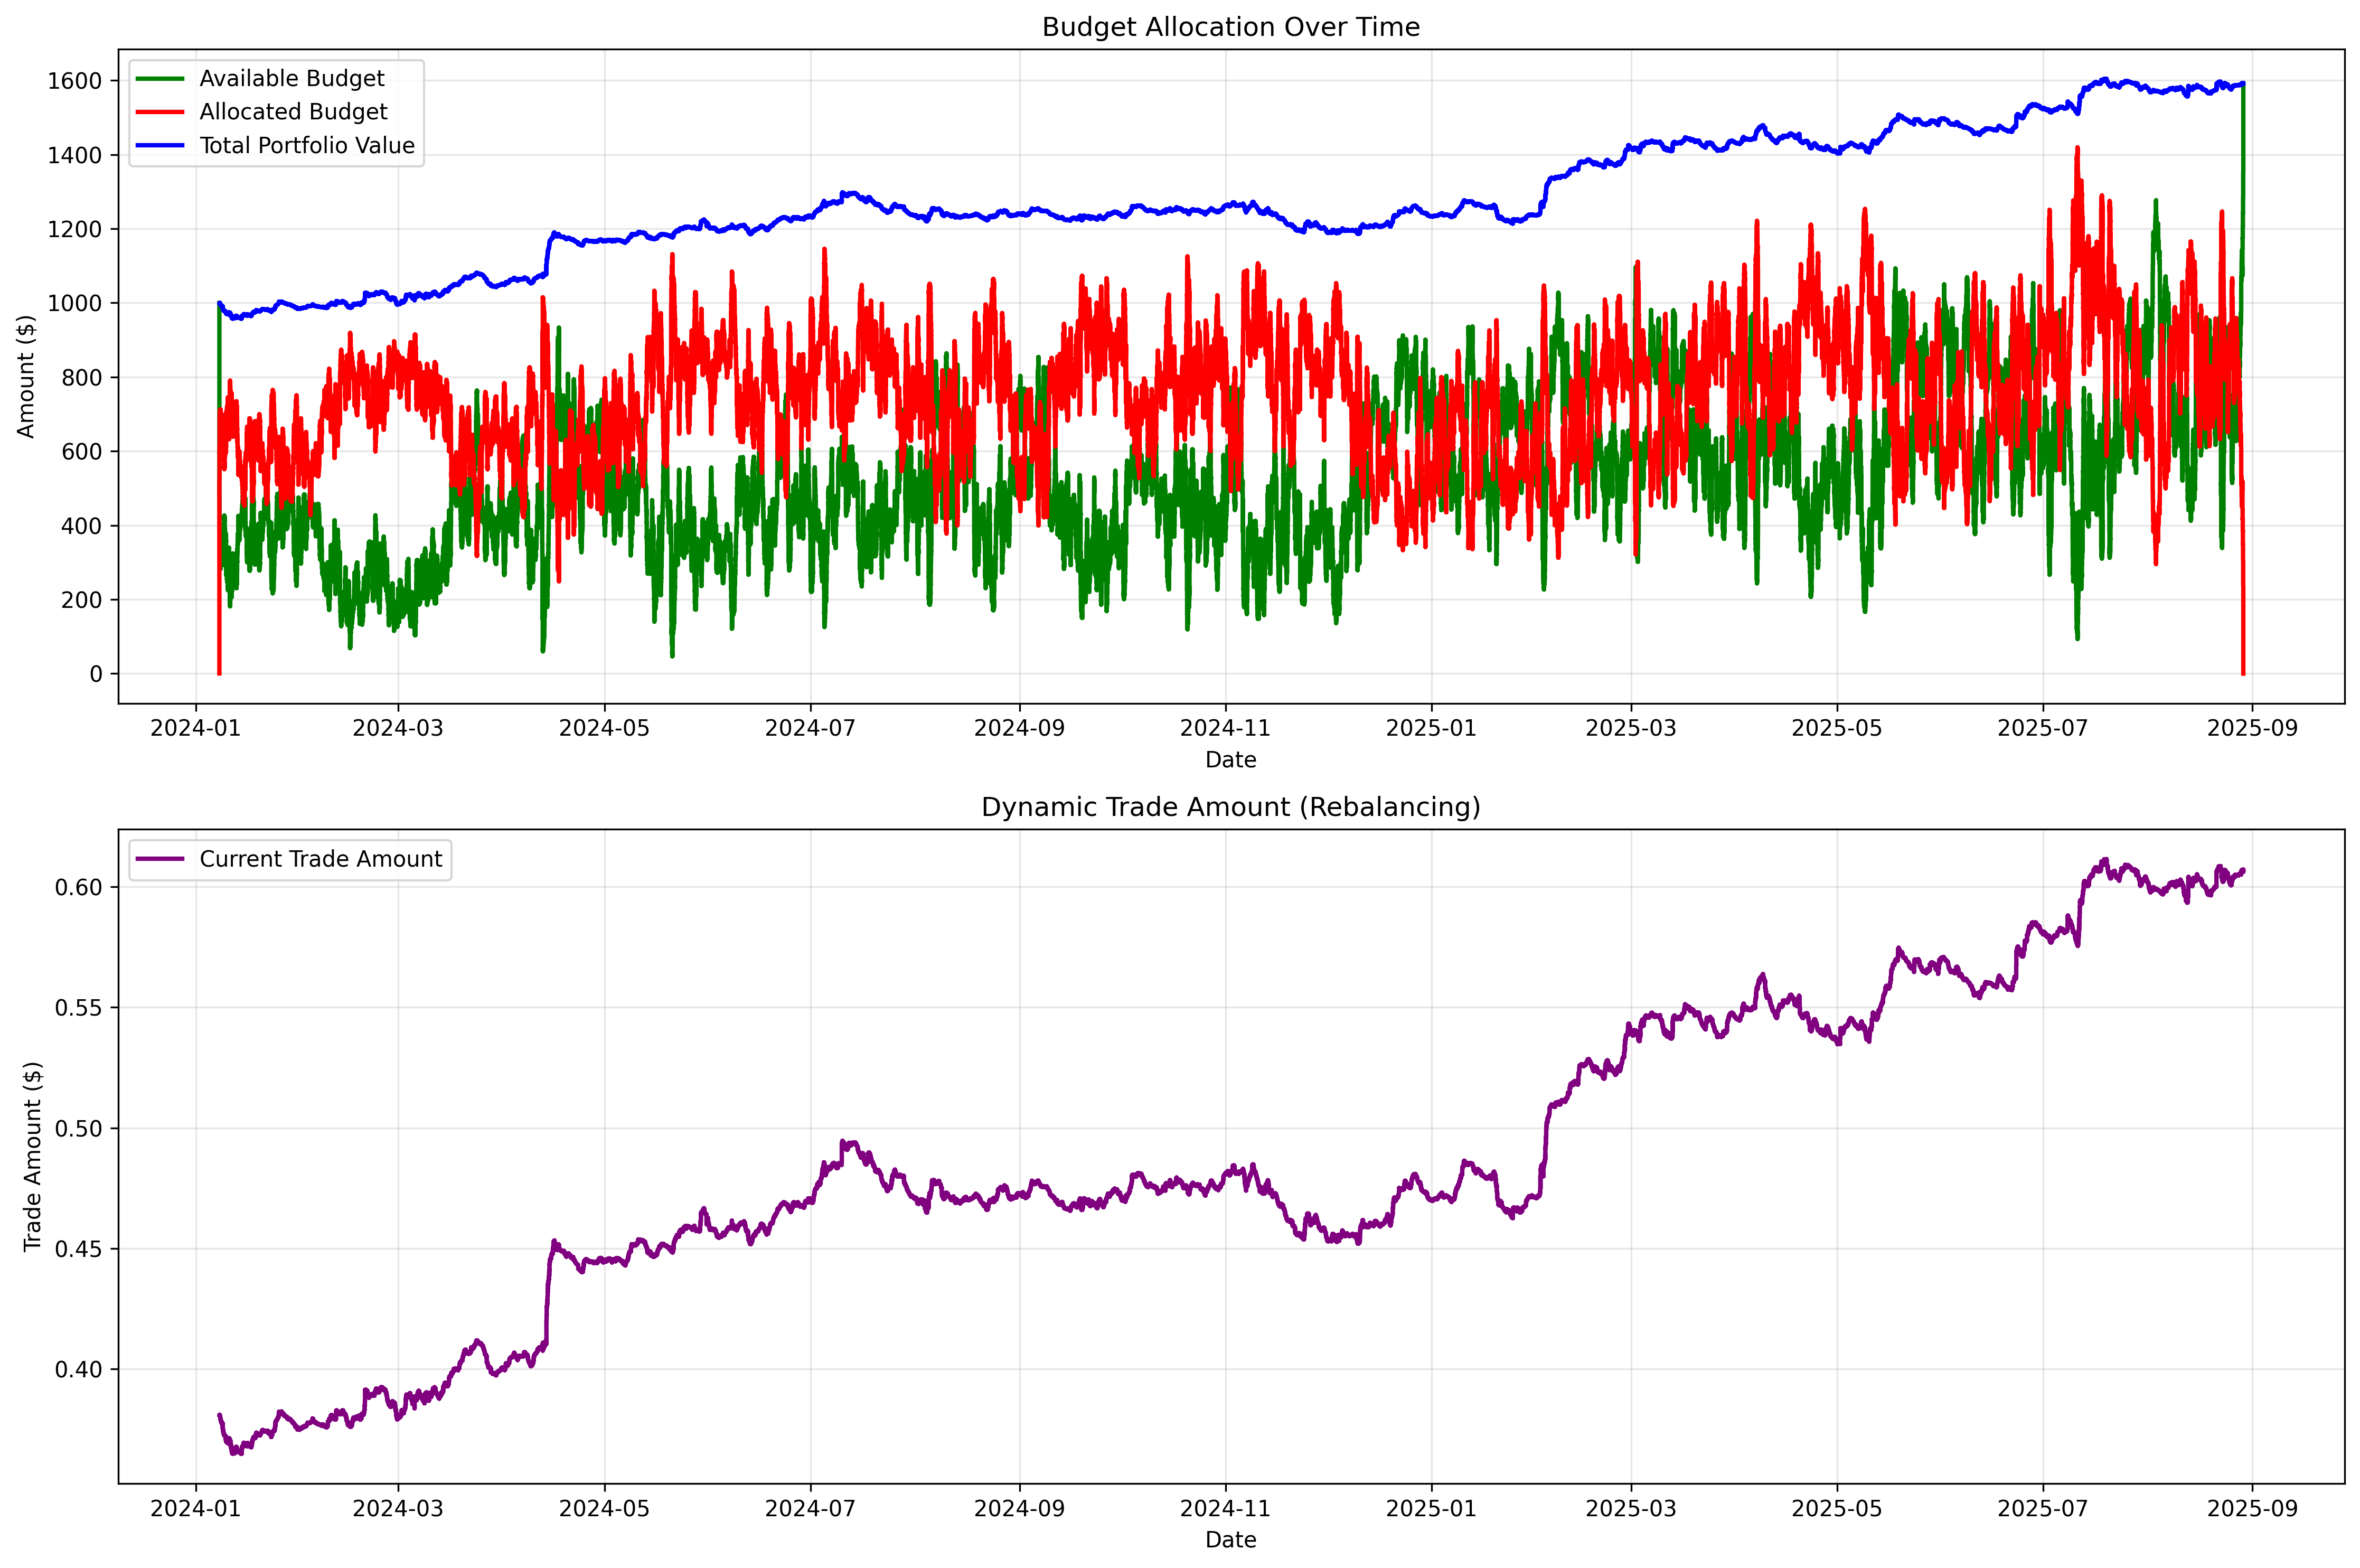 Budget Allocation Over Time
Available Budget
Allocated Budget
Total Portfolio Value
1600
1400
1200
1000
800
600
400
200
0
Amount ($)
2024-01 2024-03 2024-05 2024-07 2024-09 2024-11 2025-01 2025-03 2025-05 2025-07 2025-09
Date
Dynamic Trade Amount (Rebalancing)
Current Trade Amount
0.60
0.55
0.50
0.45
0.40
Trade Amount ($)
2024-01 2024-03 2024-05 2024-07 2024-09 2024-11 2025-01 2025-03 2025-05 2025-07 2025-09
Date